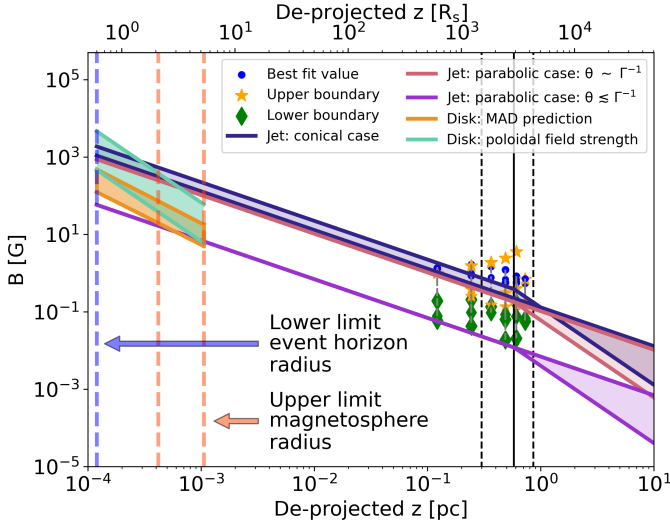 De-projected z [R_s]
10^0 10^1 10^2 10^3 10^4
10^5
10^3
10^1
10^−1
10^−3
10^−5
B [G]
Best fit value
Upper boundary
Lower boundary
Jet: conical case
Jet: parabolic case: θ ∼ Γ^−1
Jet: parabolic case: θ ≲ Γ^−1
Disk: MAD prediction
Disk: poloidal field strength
Lower limit
event horizon
radius
Upper limit
magnetosphere
radius
10^−4 10^−3 10^−2 10^−1 10^0 10^1
De-projected z [pc]